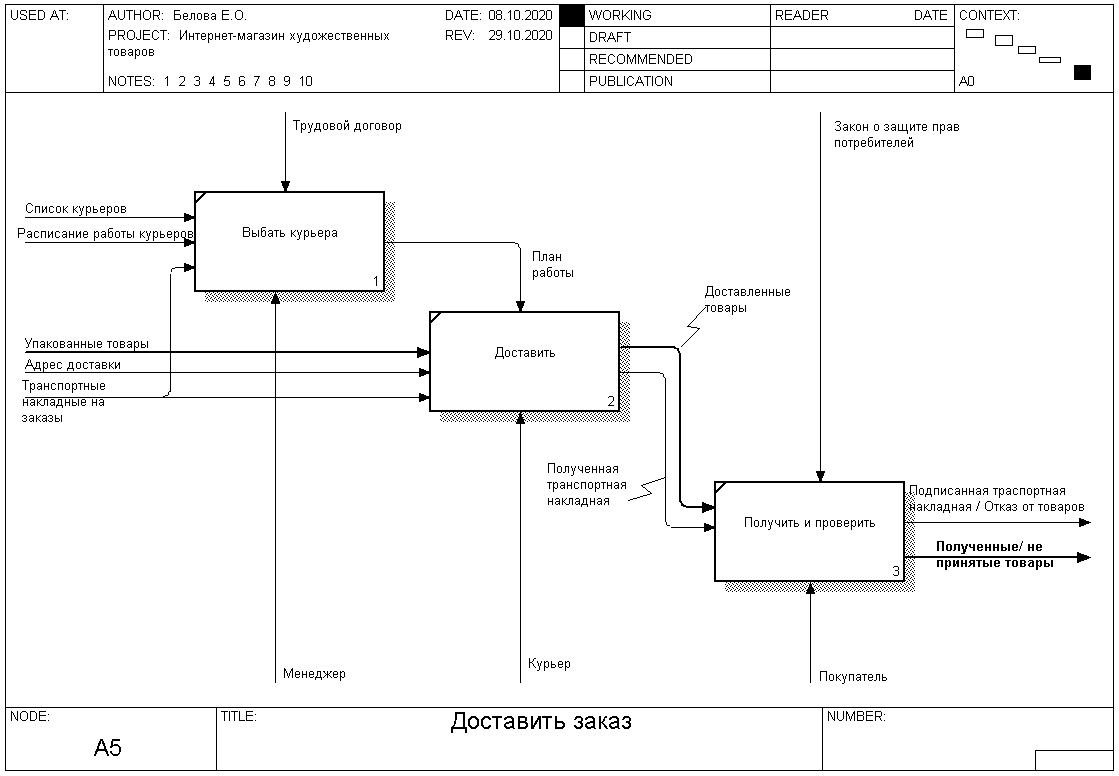 USED AT:
AUTHOR: Белова Е.О.
DATE: 08.10.2020
PROJECT: Интернет-магазин художественных
товаров
REV: 29.10.2020
NOTES: 1 2 3 4 5 6 7 8 9 10
WORKING
DRAFT
RECOMMENDED
PUBLICATION
READER
DATE
CONTEXT:
A0
Трудовой договор
Закон о защите прав
потребителей
Список курьеров
Расписание работы курьеров
Выбать курьера
1
План
работы
Доставленные
товары
Упакованные товары
Адрес доставки
Транспортные
накладные на
заказы
Доставить
2
Полученная
транспортная
накладная
Получить и проверить
3
Подписанная траспортная
накладная / Отказ от товаров
Полученные/ не
принятые товары
Менеджер
Курьер
Покупатель
NODE:
A5
TITLE:
Доставить заказ
NUMBER: